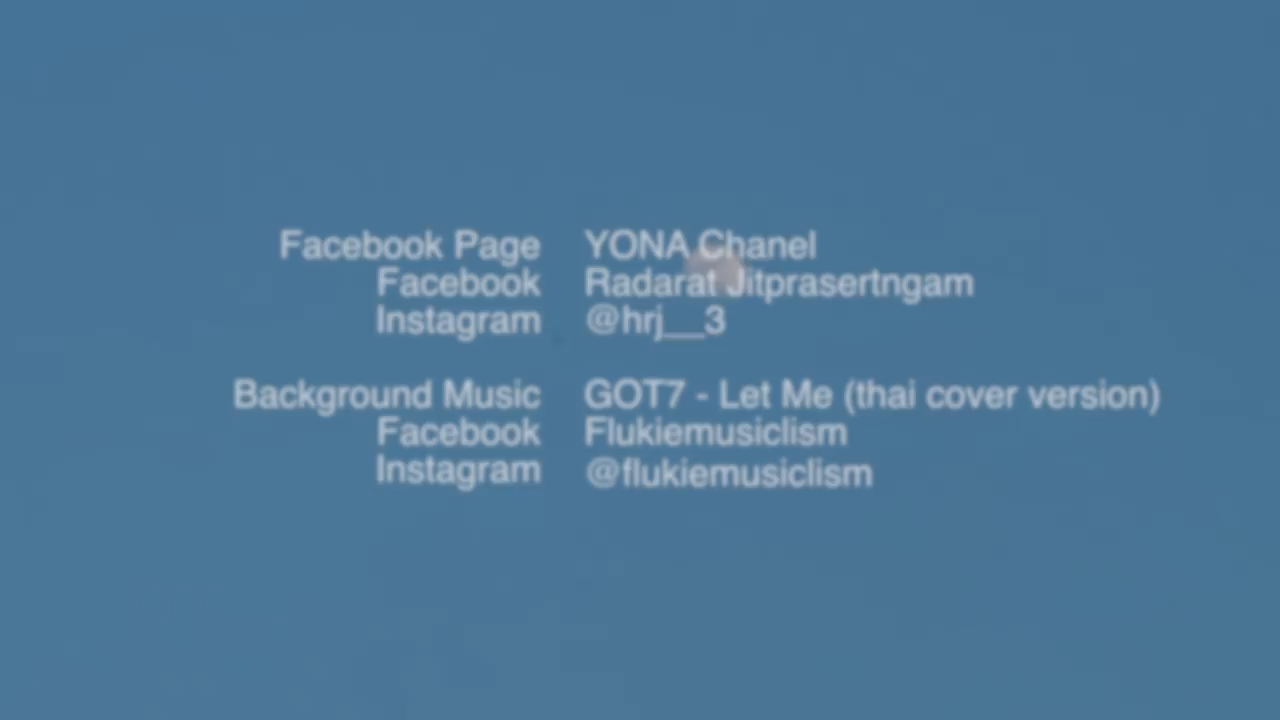 Facebook Page YONA Chanel
Facebook Radarat Jitprasertngam
Instagram @hrj__3
Background Music GOT7 - Let Me (thai cover version)
Facebook Flukiemusiclism
Instagram @flukiemusiclism